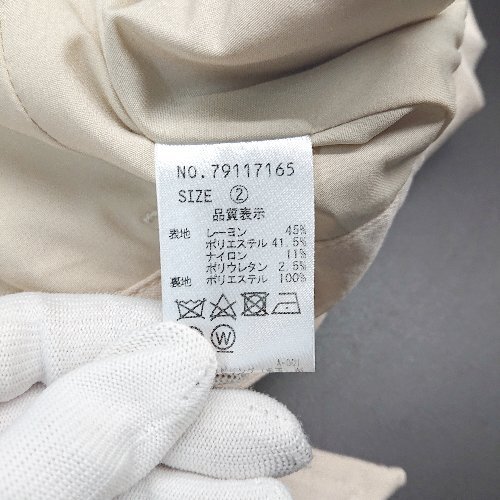 NO.79117165
SIZE ②
品質表示
表地 レーヨン 45%
ポリエステル 41.5%
ナイロン 11%
ポリウレタン 2.5%
裏地 ポリエステル 100%
W
A-001